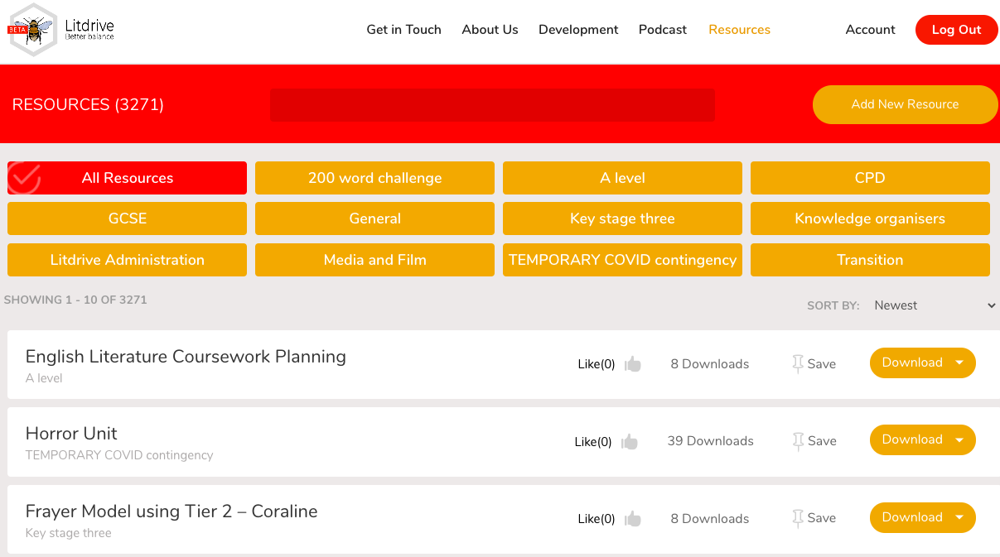 BETA
Litdrive
Better balance
Get in Touch About Us Development Podcast Resources Account Log Out
RESOURCES (3271) Add New Resource
All Resources 200 word challenge A level CPD
GCSE General Key stage three Knowledge organisers
Litdrive Administration Media and Film TEMPORARY COVID contingency Transition
SHOWING 1 - 10 OF 3271 SORT BY: Newest
English Literature Coursework Planning
A level
Like(0) 8 Downloads Save Download
Horror Unit
TEMPORARY COVID contingency
Like(0) 39 Downloads Save Download
Frayer Model using Tier 2 – Coraline
Key stage three
Like(0) 8 Downloads Save Download